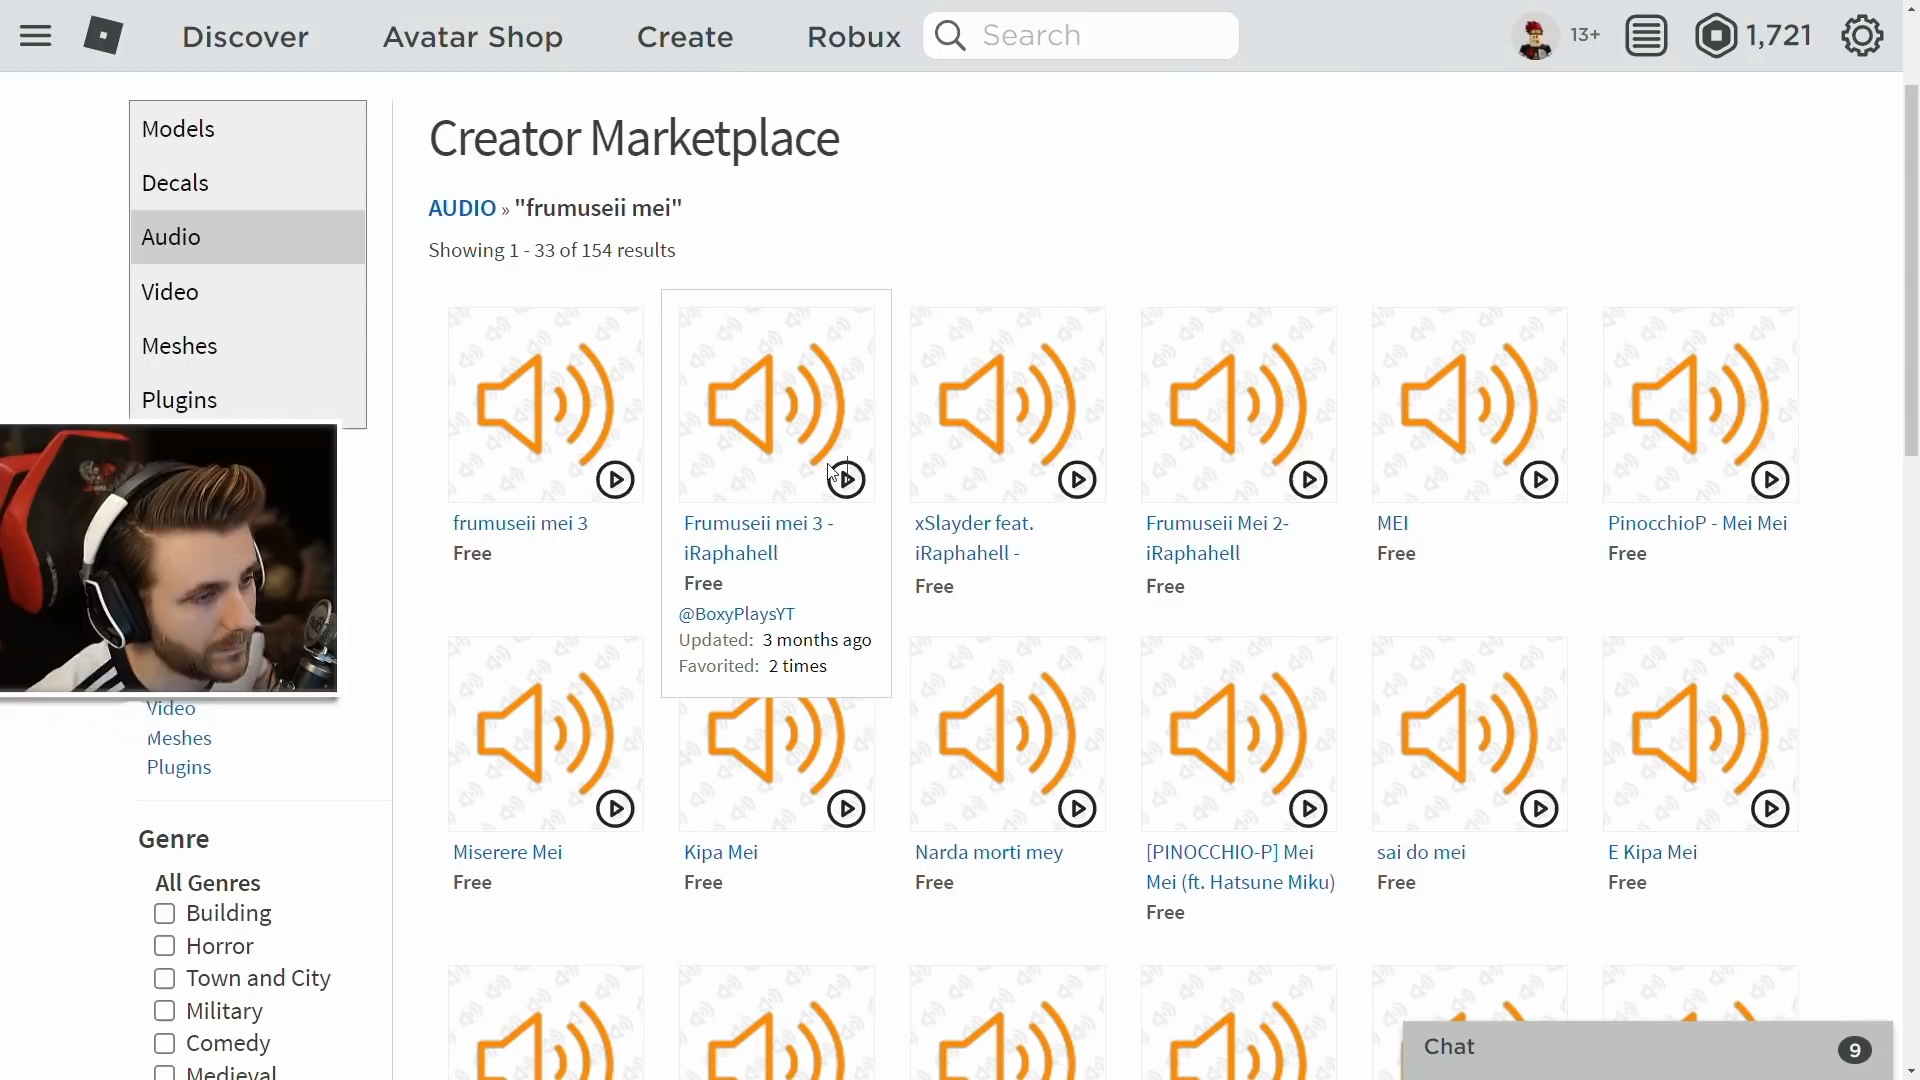 Discover
Avatar Shop
Create
Robux
Search
13+
1,721
Models
Decals
Audio
Video
Meshes
Plugins
Creator Marketplace
AUDIO » "frumuseii mei"
Showing 1 - 33 of 154 results
frumuseii mei 3
Free
Frumuseii mei 3 -
iRaphahell
Free
@BoxyPlaysYT
Updated: 3 months ago
Favorited: 2 times
xSlayder feat.
iRaphahell -
Free
Frumuseii Mei 2-
iRaphahell
Free
MEI
Free
PinocchioP - Mei Mei
Free
Miserere Mei
Free
Kipa Mei
Free
Narda morti mey
Free
[PINOCCHIO-P] Mei
Mei (ft. Hatsune Miku)
Free
sai do mei
Free
E Kipa Mei
Free
Video
Meshes
Plugins
Genre
All Genres
Building
Horror
Town and City
Military
Comedy
Medieval
Chat
9